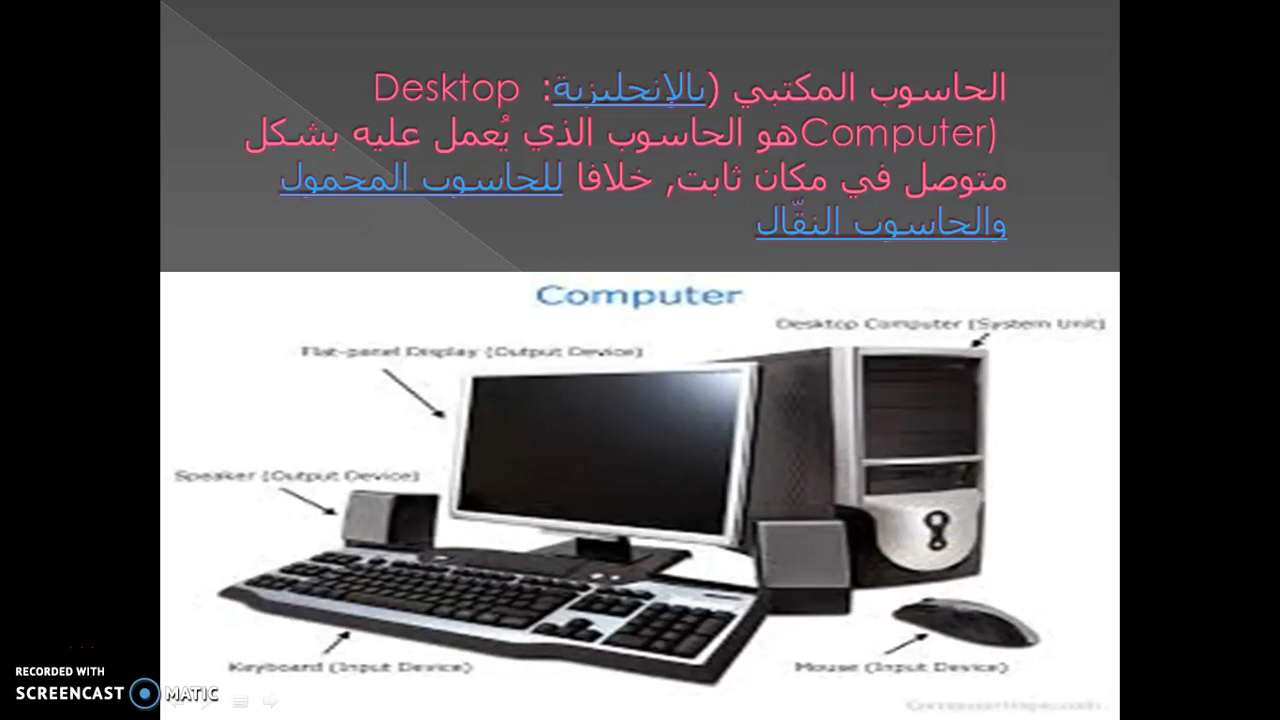 الحاسوب المكتبي (بالإنجليزية: Desktop
Computer) هو الحاسوب الذي يُعمل عليه بشكل
متوصل في مكان ثابت, خلافا للحاسوب المحمول
والحاسوب النقّال
Computer
Desktop Computer (System Unit)
Flat-panel Display (Output Device)
Speaker (Output Device)
Keyboard (Input Device)
Mouse (Input Device)
ComputerHope.com
RECORDED WITH
SCREENCAST MATIC